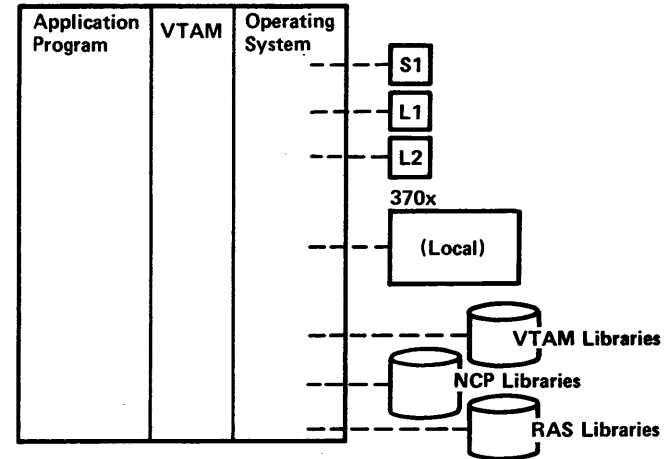 Application
Program
VTAM
Operating
System
S1
L1
L2
370x
(Local)
VTAM Libraries
NCP Libraries
RAS Libraries